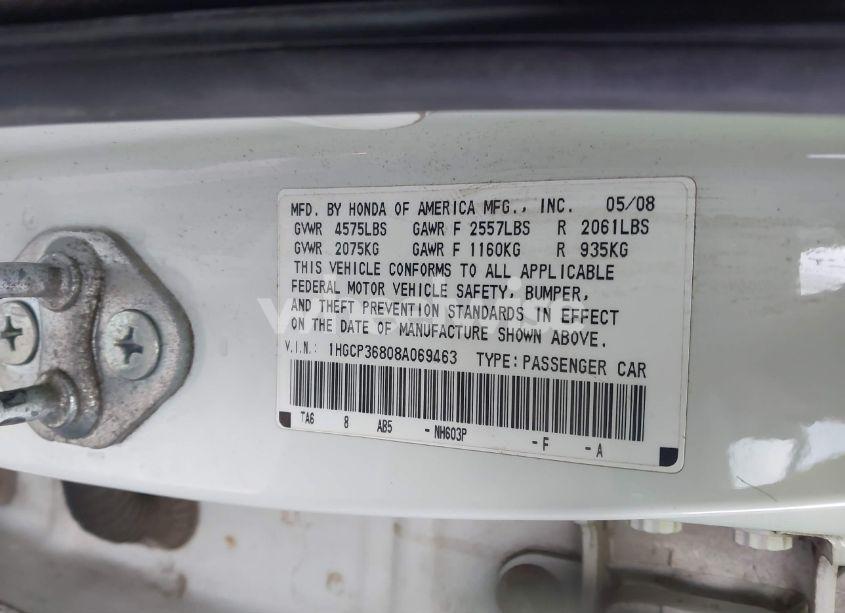 MFD. BY HONDA OF AMERICA MFG., INC. 05/08
GVWR 4575LBS GAWR F 2557LBS R 2061LBS
GVWR 2075KG GAWR F 1160KG R 935KG
THIS VEHICLE CONFORMS TO ALL APPLICABLE
FEDERAL MOTOR VEHICLE SAFETY, BUMPER,
AND THEFT PREVENTION STANDARDS IN EFFECT
ON THE DATE OF MANUFACTURE SHOWN ABOVE.
V.I.N.: 1HGCP36808A069463 TYPE: PASSENGER CAR
TA6 8 AB5 -NH603P -F -A